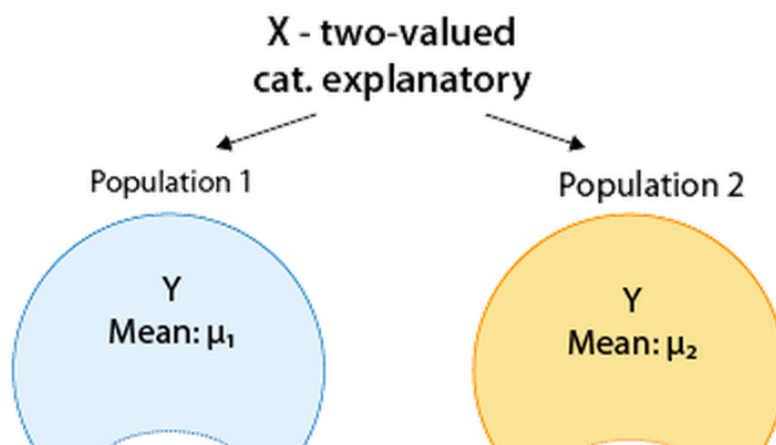 X - two-valued
cat. explanatory
Population 1
Population 2
Y
Mean: μ₁
Y
Mean: μ₂